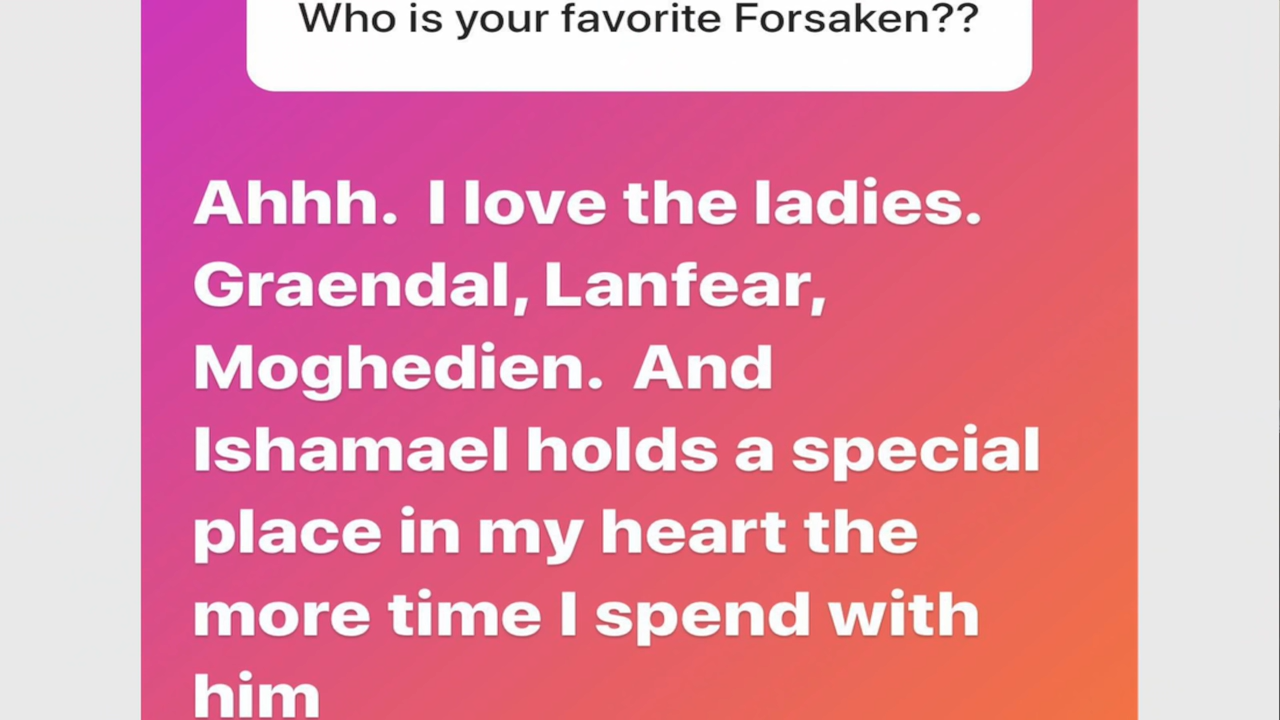 Who is your favorite Forsaken??
Ahhh.  I love the ladies.
Graendal, Lanfear,
Moghedien.  And
Ishamael holds a special
place in my heart the
more time I spend with
him